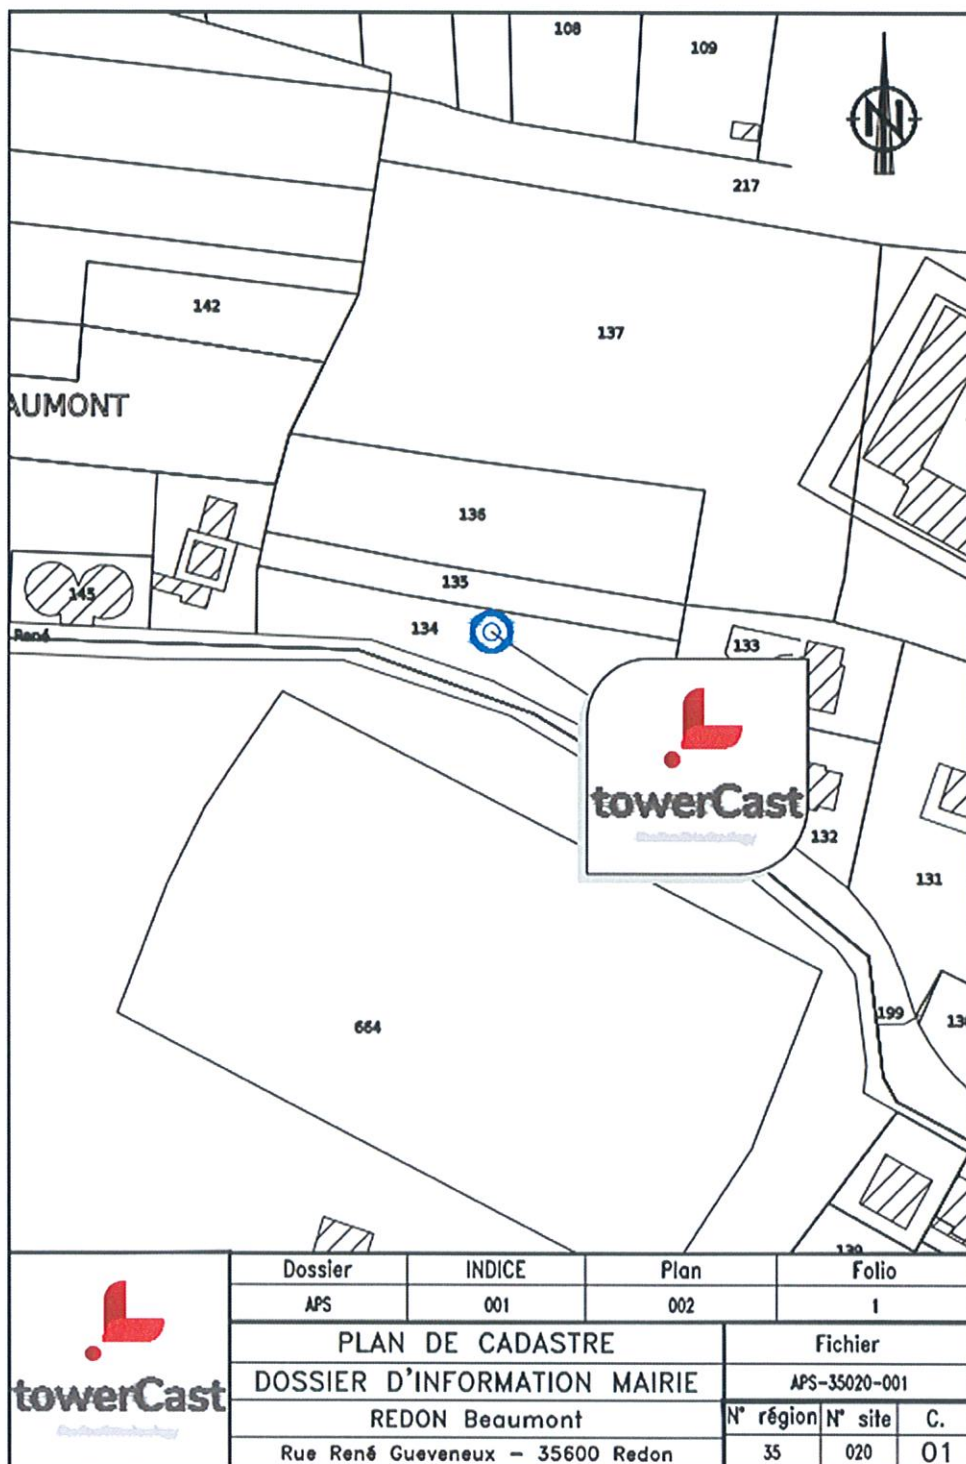 108
109
N
217
142
137
AUMONT
136
135
145
134
René
133
towerCast
132
131
199
664
towerCast
Dossier INDICE Plan Folio
APS 001 002 1
PLAN DE CADASTRE Fichier
DOSSIER D'INFORMATION MAIRIE APS-35020-001
REDON Beaumont N° région N° site C.
Rue René Gueveneux - 35600 Redon 35 020 01